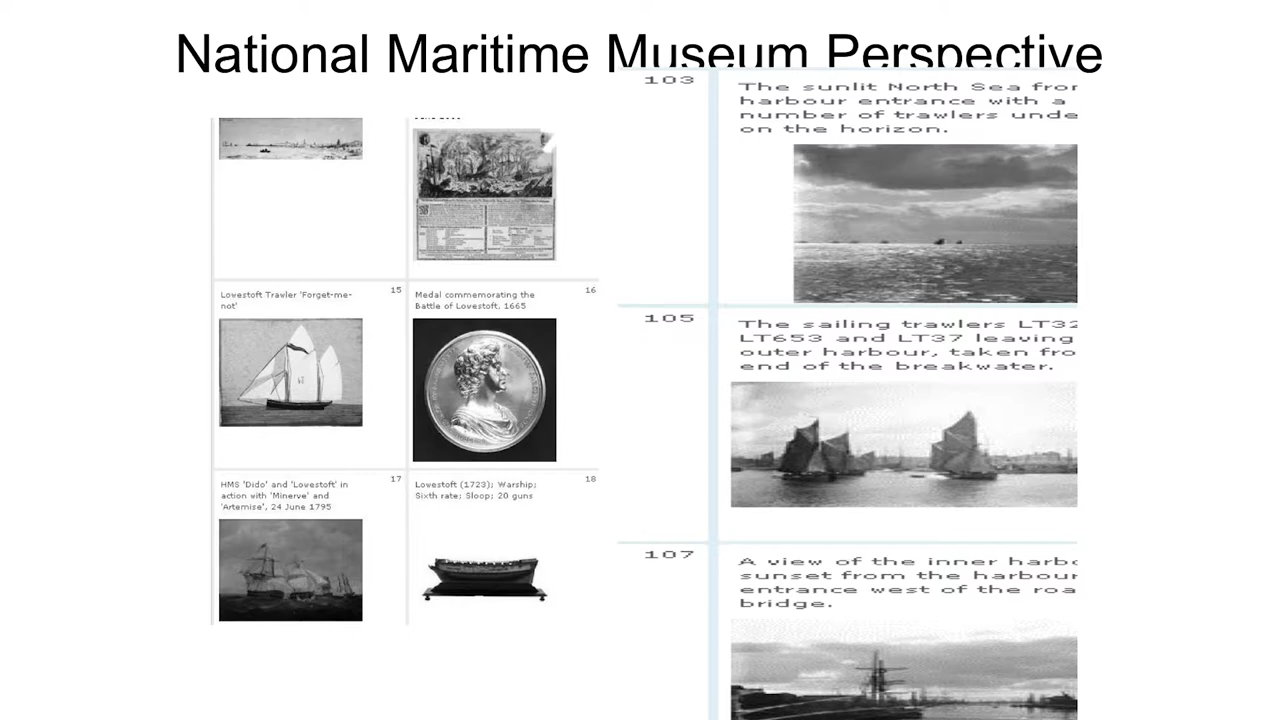 National Maritime Museum Perspective
15
Lowestoft Trawler 'Forget-me-
not'
16
Medal commemorating the
Battle of Lowestoft, 1665
17
HMS 'Dido' and 'Lowestoft' in
action with 'Minerve' and
'Artemise', 24 June 1795
18
Lowestoft (1723); Warship;
Sixth rate; Sloop; 20 guns
103
The sunlit North Sea from
harbour entrance with a
number of trawlers unde
on the horizon.
105
The sailing trawlers LT32
LT653 and LT37 leaving
outer harbour, taken fro
end of the breakwater.
107
A view of the inner harbo
sunset from the harbour
entrance west of the roa
bridge.